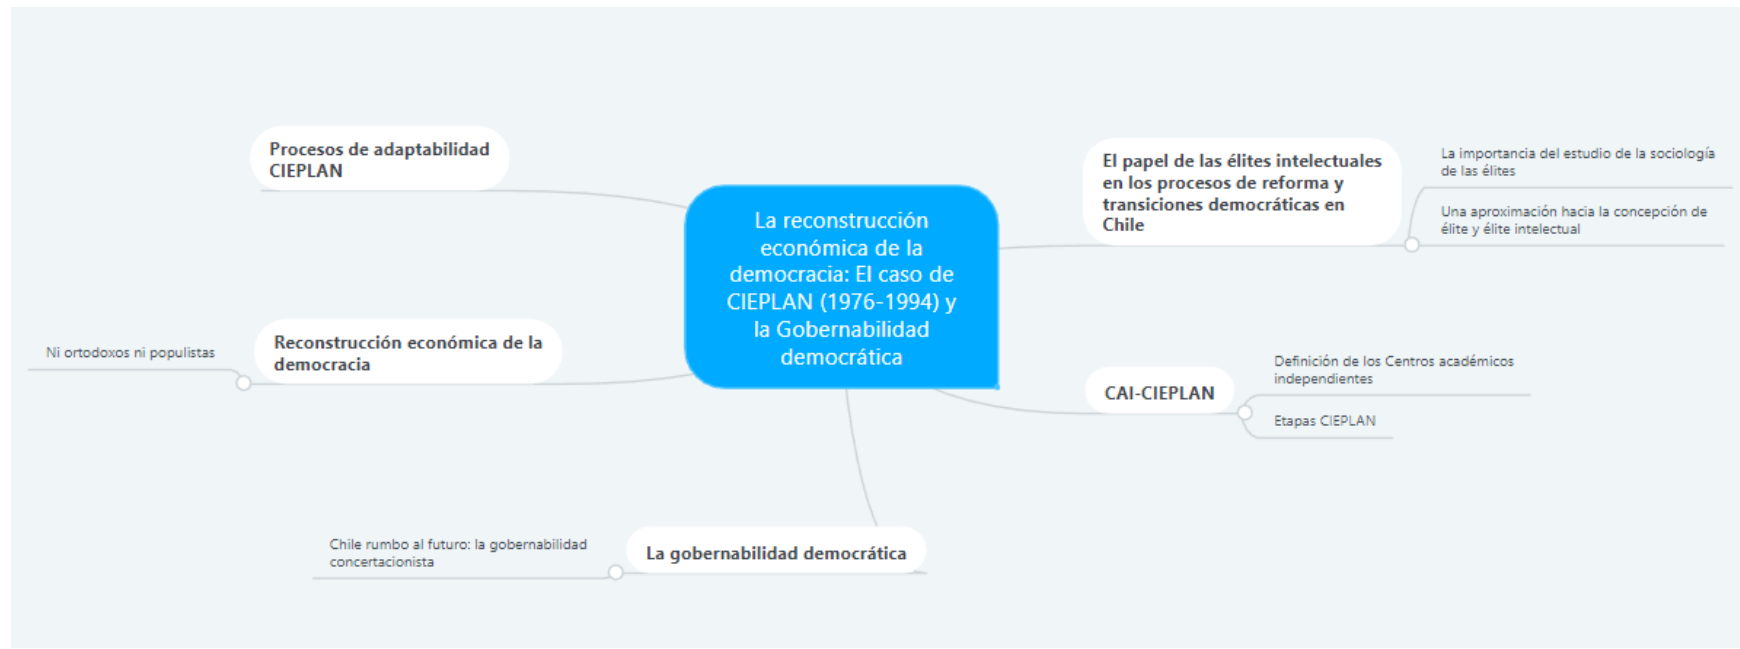 Procesos de adaptabilidad
CIEPLAN
La reconstrucción
económica de la
democracia: El caso de
CIEPLAN (1976-1994) y
la Gobernabilidad
democrática
El papel de las élites intelectuales
en los procesos de reforma y
transiciones democráticas en
Chile
La importancia del estudio de la sociología
de las élites
Una aproximación hacia la concepción de
élite y élite intelectual
Ni ortodoxos ni populistas
Reconstrucción económica de la
democracia
CAI-CIEPLAN
Definición de los Centros académicos
independientes
Etapas CIEPLAN
Chile rumbo al futuro: la gobernabilidad
concertacionista
La gobernabilidad democrática